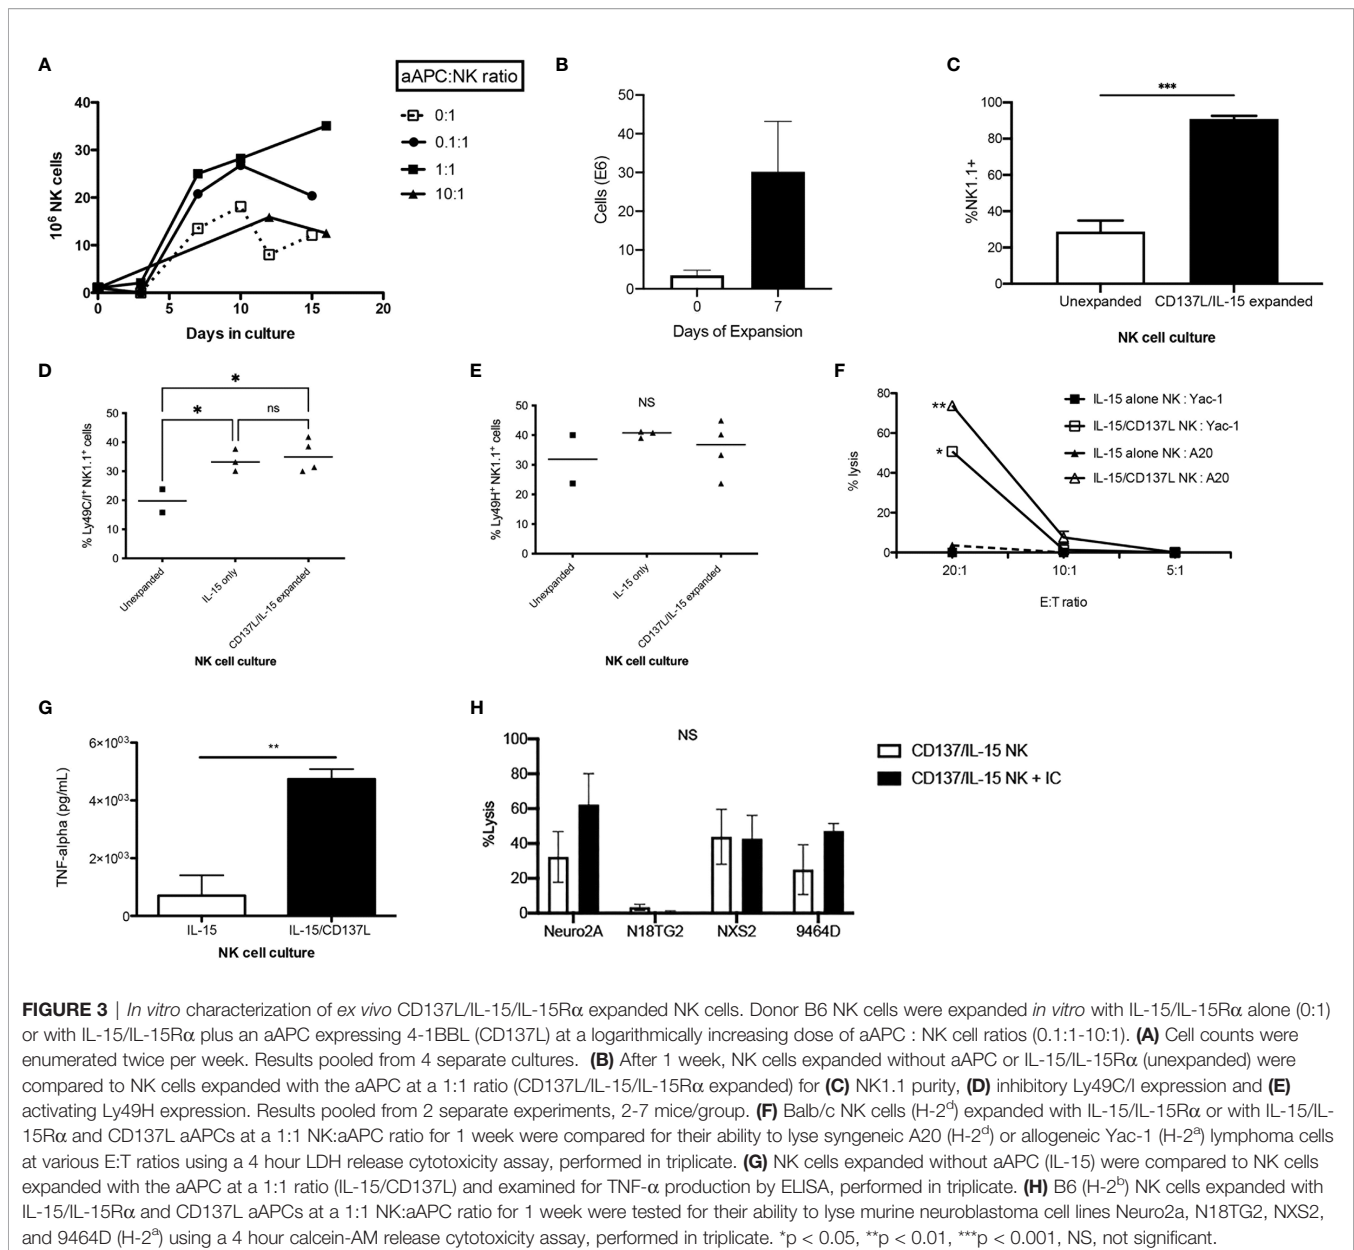 A
aAPC:NK ratio
0:1
0.1:1
1:1
10:1
10⁶ NK cells
40
30
20
10
0
0 5 10 15 20
Days in culture
B
Cells (E6)
50
40
30
20
10
0
0 7
Days of Expansion
C
***
%NK1.1+
100
80
60
40
20
0
Unexpanded CD137L/IL-15 expanded
NK cell culture
D
*
* ns
% Ly49C/I⁺ NK1.1⁺ cells
50
40
30
20
10
0
Unexpanded
IL-15 only
CD137L/IL-15 expanded
NK cell culture
E
NS
% Ly49H⁺ NK1.1⁺ cells
50
40
30
20
10
0
Unexpanded
IL-15 only
CD137L/IL-15 expanded
NK cell culture
F
% lysis
80
60
40
20
0
**
*
IL-15 alone NK : Yac-1
IL-15/CD137L NK : Yac-1
IL-15 alone NK : A20
IL-15/CD137L NK : A20
20:1 10:1 5:1
E:T ratio
G
**
TNF-alpha (pg/mL)
6×10⁰³
4×10⁰³
2×10⁰³
0
IL-15 IL-15/CD137L
NK cell culture
H
NS
%Lysis
100
80
60
40
20
0
Neuro2A N18TG2 NXS2 9464D
CD137/IL-15 NK
CD137/IL-15 NK + IC
FIGURE 3 | In vitro characterization of ex vivo CD137L/IL-15/IL-15Rα expanded NK cells. Donor B6 NK cells were expanded in vitro with IL-15/IL-15Rα alone (0:1)
or with IL-15/IL-15Rα plus an aAPC expressing 4-1BBL (CD137L) at a logarithmically increasing dose of aAPC : NK cell ratios (0.1:1-10:1). (A) Cell counts were
enumerated twice per week. Results pooled from 4 separate cultures. (B) After 1 week, NK cells expanded without aAPC or IL-15/IL-15Rα (unexpanded) were
compared to NK cells expanded with the aAPC at a 1:1 ratio (CD137L/IL-15/IL-15Rα expanded) for (C) NK1.1 purity, (D) inhibitory Ly49C/I expression and (E)
activating Ly49H expression. Results pooled from 2 separate experiments, 2-7 mice/group. (F) Balb/c NK cells (H-2ᵈ) expanded with IL-15/IL-15Rα or with IL-15/IL-
15Rα and CD137L aAPCs at a 1:1 NK:aAPC ratio for 1 week were compared for their ability to lyse syngeneic A20 (H-2ᵈ) or allogeneic Yac-1 (H-2ᵃ) lymphoma cells
at various E:T ratios using a 4 hour LDH release cytotoxicity assay, performed in triplicate. (G) NK cells expanded without aAPC (IL-15) were compared to NK cells
expanded with the aAPC at a 1:1 ratio (IL-15/CD137L) and examined for TNF-α production by ELISA, performed in triplicate. (H) B6 (H-2ᵇ) NK cells expanded with
IL-15/IL-15Rα and CD137L aAPCs at a 1:1 NK:aAPC ratio for 1 week were tested for their ability to lyse murine neuroblastoma cell lines Neuro2a, N18TG2, NXS2,
and 9464D (H-2ᵃ) using a 4 hour calcein-AM release cytotoxicity assay, performed in triplicate. *p < 0.05, **p < 0.01, ***p < 0.001, NS, not significant.